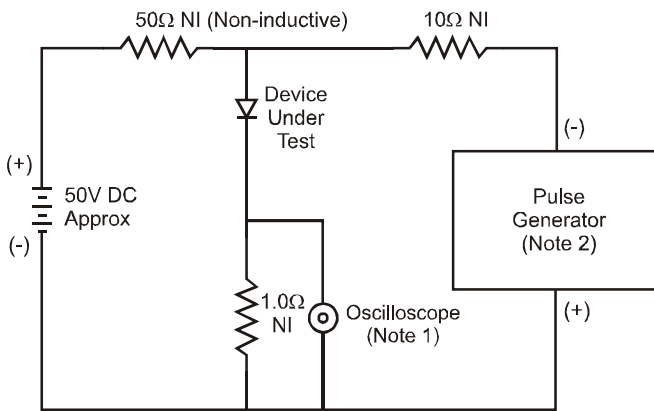 50Ω NI (Non-inductive)
10Ω NI
Device
Under
Test
(+)
50V DC
Approx
(-)
(-)
Pulse
Generator
(Note 2)
(+)
1.0Ω
NI
Oscilloscope
(Note 1)